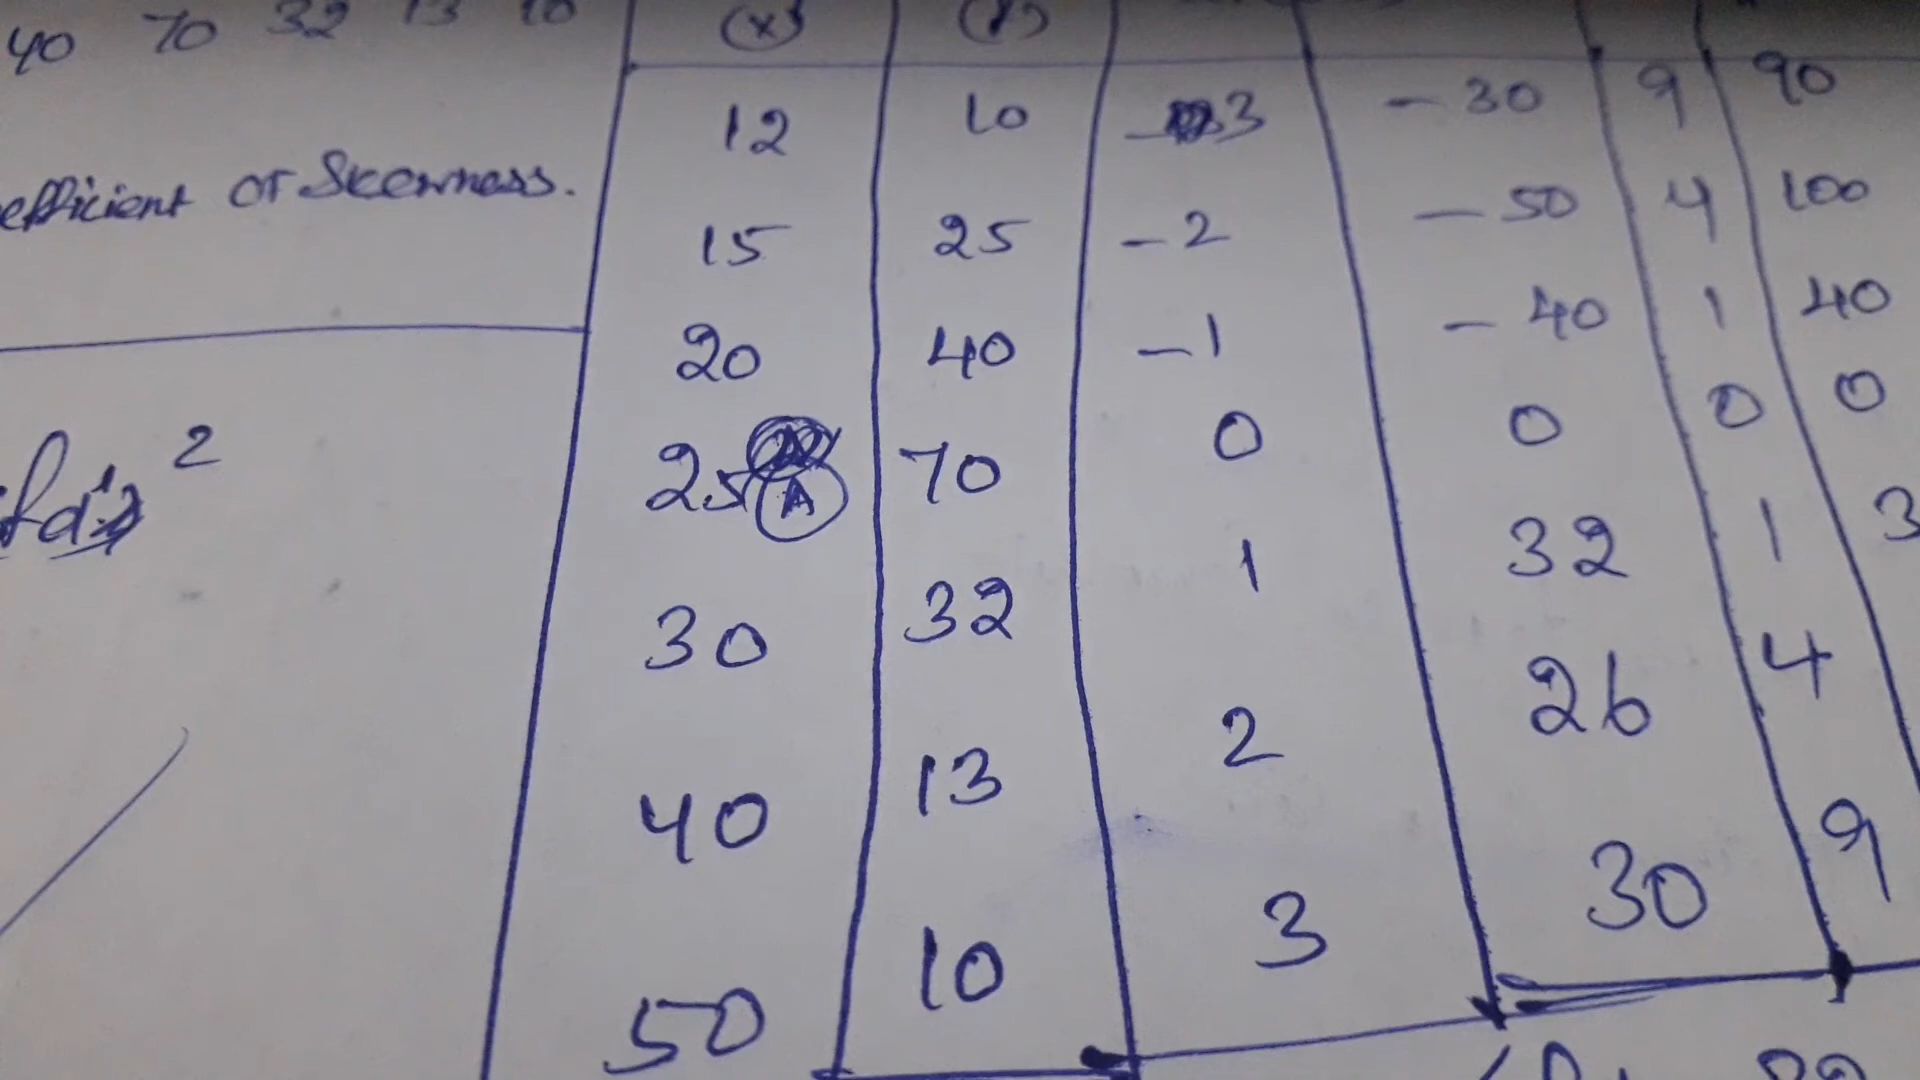 40 70 32 13 10
(x) (f)
12 10 -3 -30 9 90
efficient of Skewness.
15 25 -2 -50 4 100
20 40 -1 -40 1 40
25 A 70 0 0 0 0
2
30 32 1 32 1 3
40 13 2 26 4
50 10 3 30 9